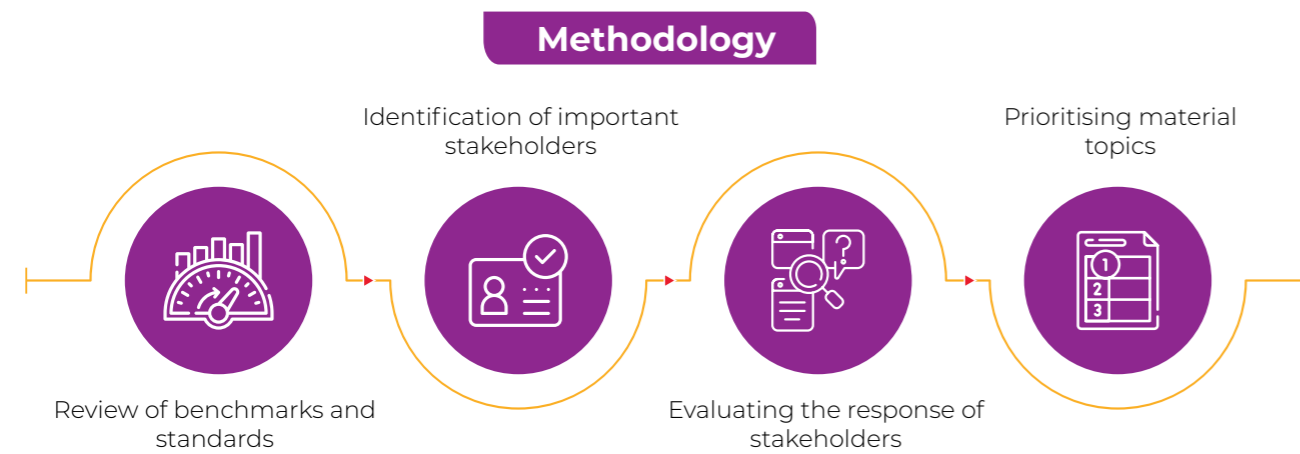 Methodology
Identification of important
stakeholders
Prioritising material
topics
1
2
3
?
Review of benchmarks and
standards
Evaluating the response of
stakeholders